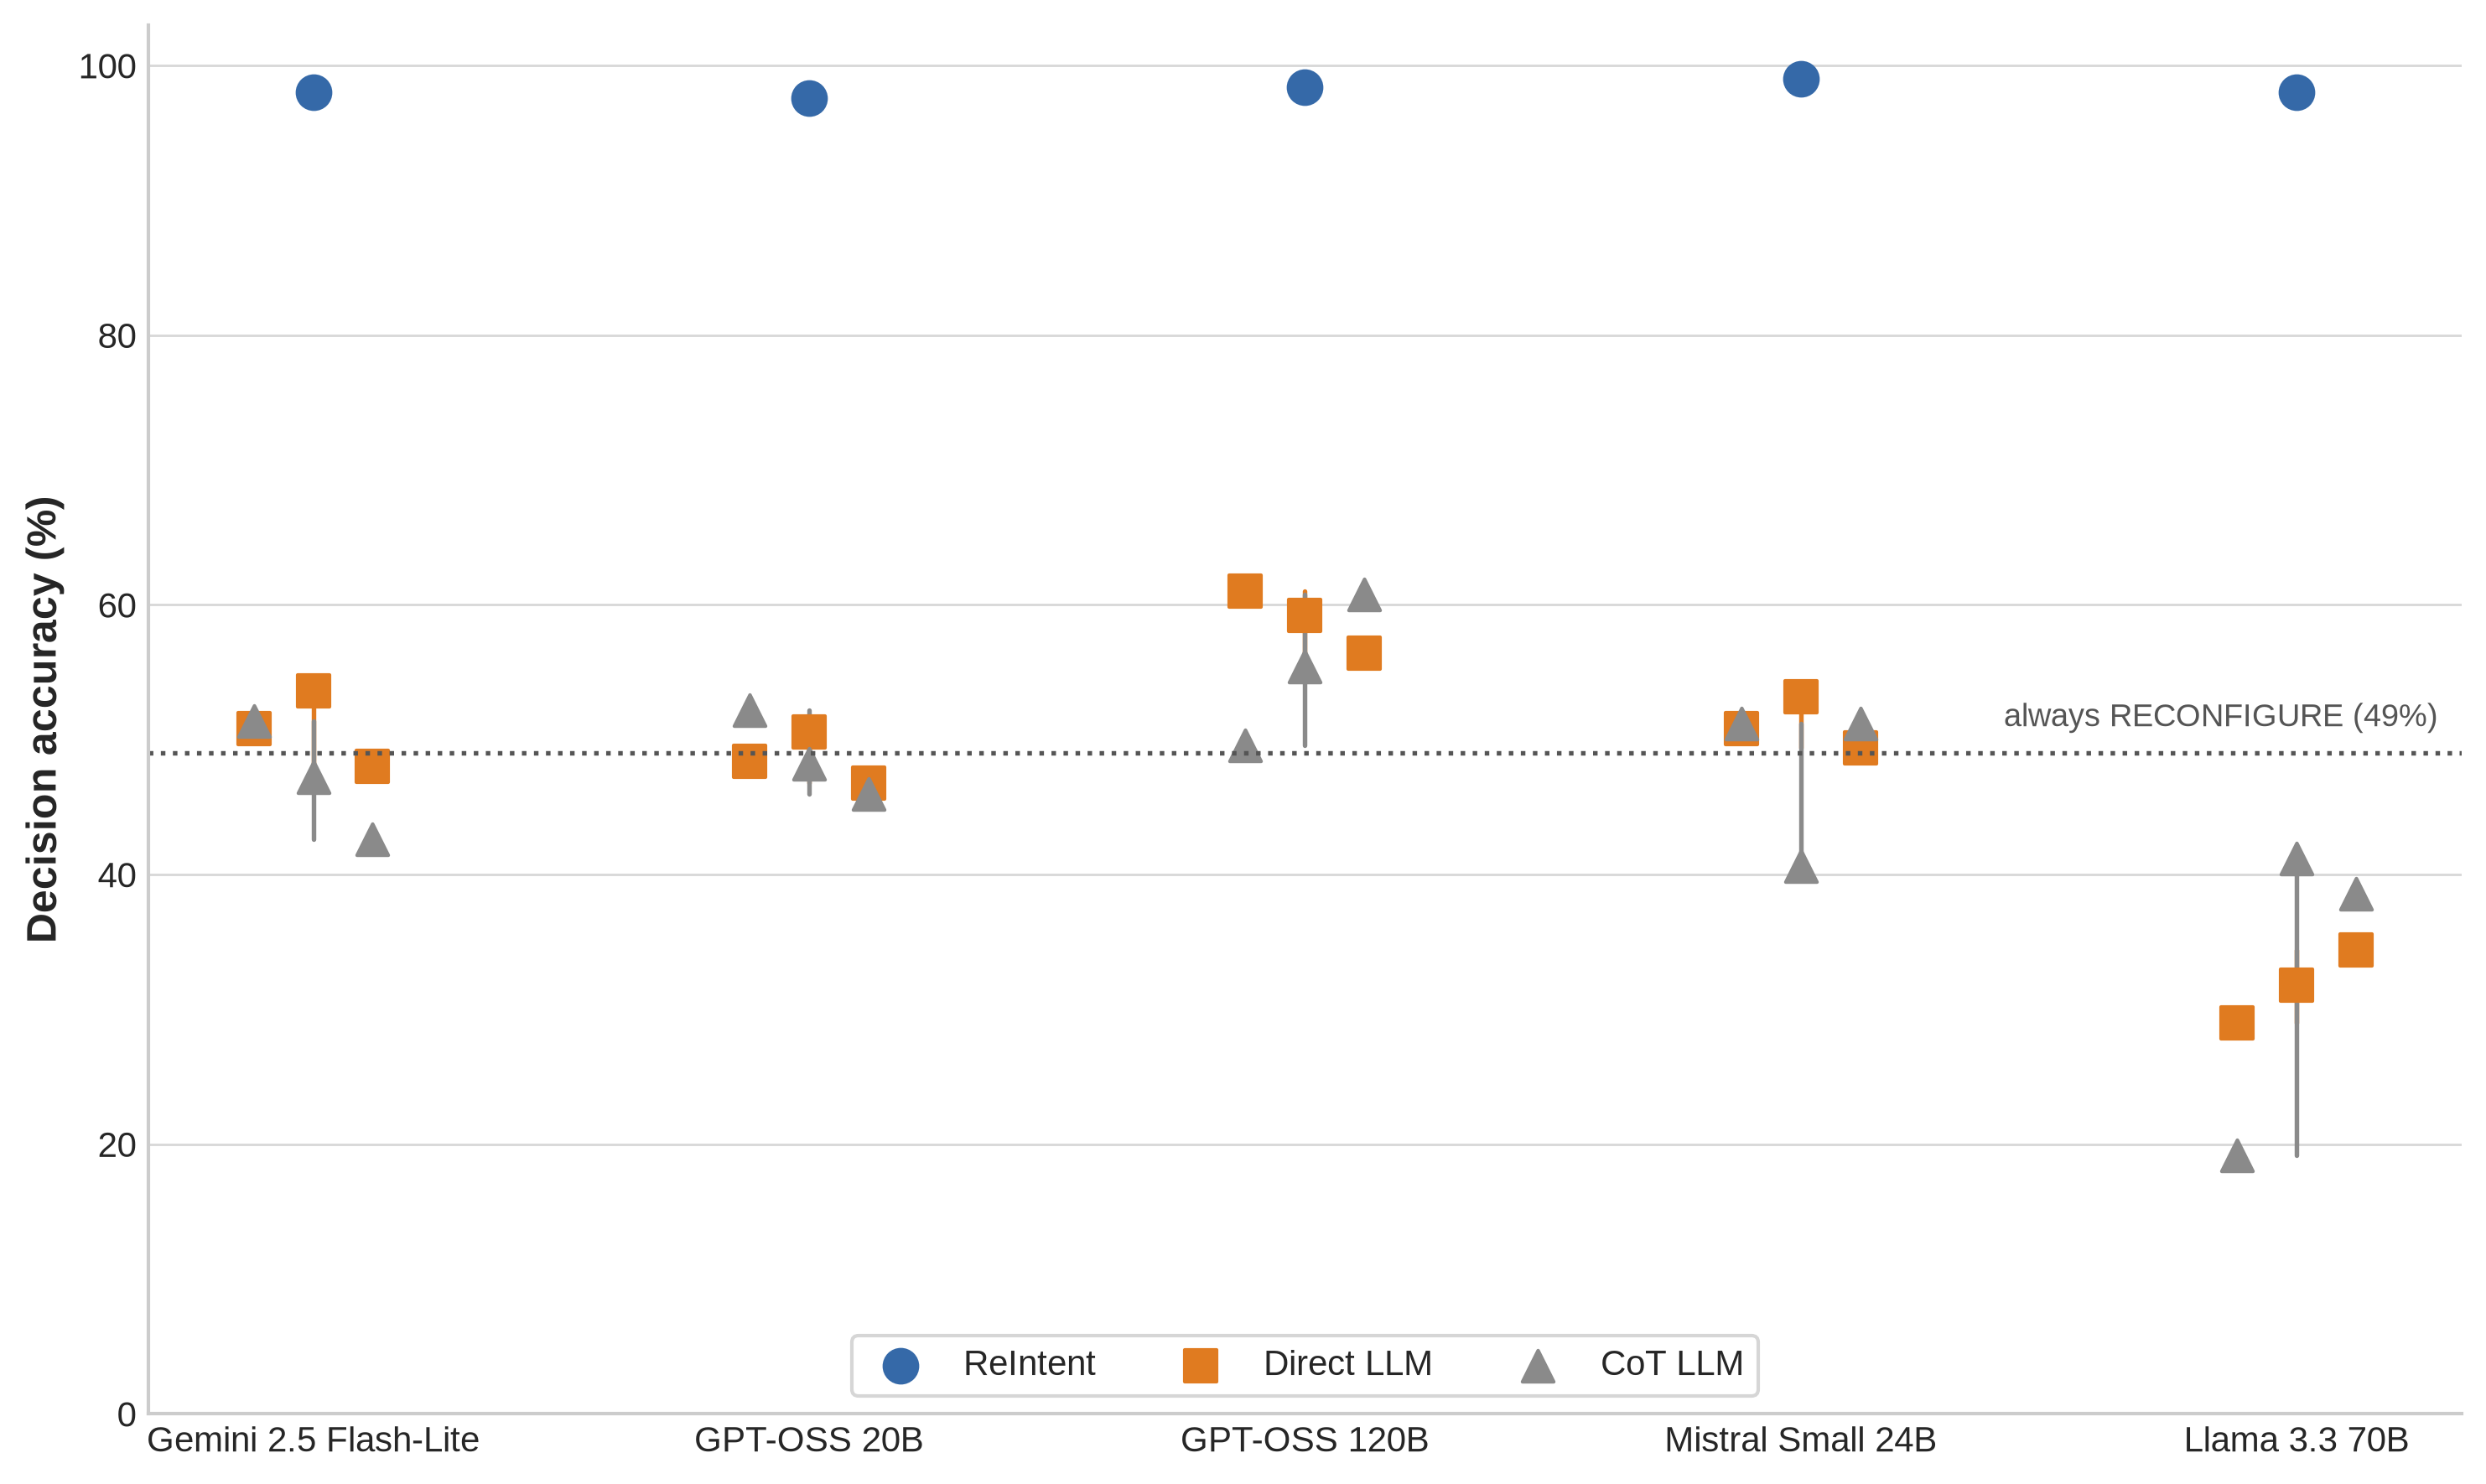 Decision accuracy (%)
100
80
60
40
20
0
always RECONFIGURE (49%)
ReIntent
Direct LLM
CoT LLM
Gemini 2.5 Flash-Lite
GPT-OSS 20B
GPT-OSS 120B
Mistral Small 24B
Llama 3.3 70B